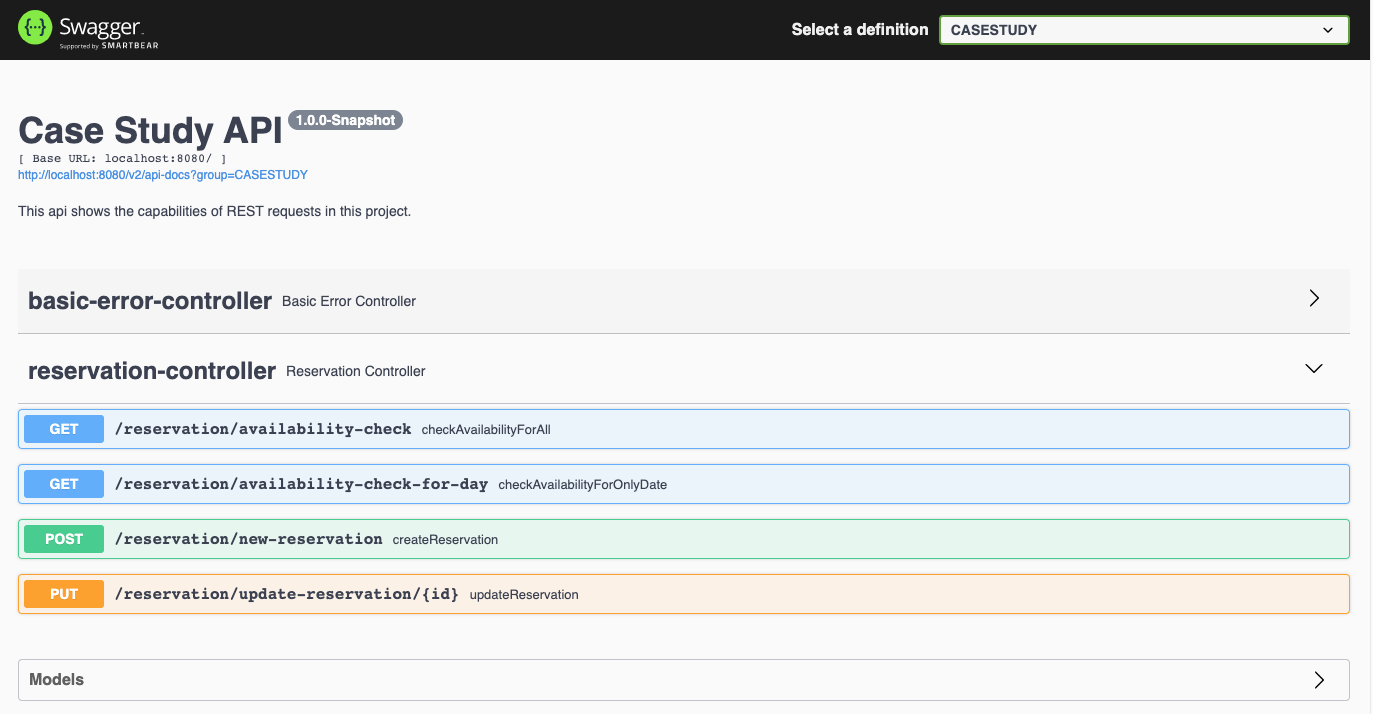 {···} Swagger.
Supported by SMARTBEAR
Select a definition
CASESTUDY
Case Study API 1.0.0-Snapshot
[ Base URL: localhost:8080/ ]
http://localhost:8080/v2/api-docs?group=CASESTUDY
This api shows the capabilities of REST requests in this project.
basic-error-controller Basic Error Controller
reservation-controller Reservation Controller
GET /reservation/availability-check checkAvailabilityForAll
GET /reservation/availability-check-for-day checkAvailabilityForOnlyDate
POST /reservation/new-reservation createReservation
PUT /reservation/update-reservation/{id} updateReservation
Models